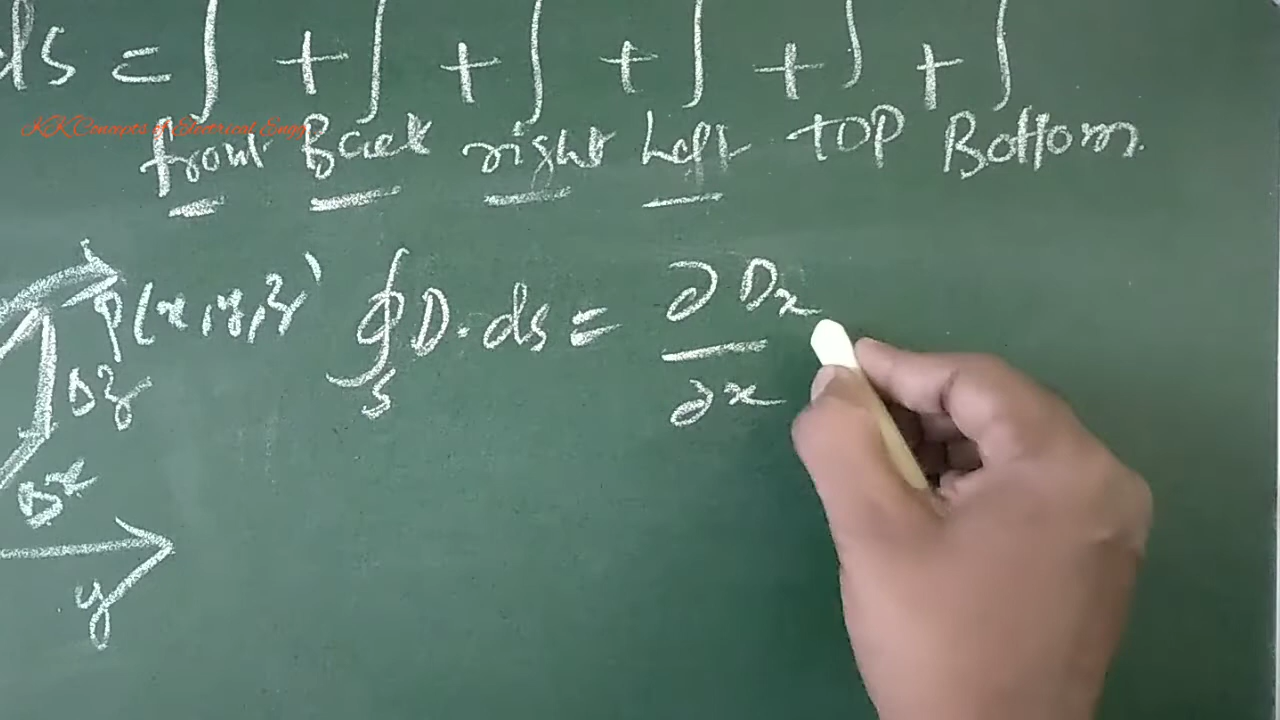 ds = ∫ + ∫ + ∫ + ∫ + ∫ + ∫
KK Concepts of Electrical Engg
front Back right Left TOP Bottom.
P(x,y,z) ∮ D. ds = ∂Dx
S ∂x
Δz
Δx
y